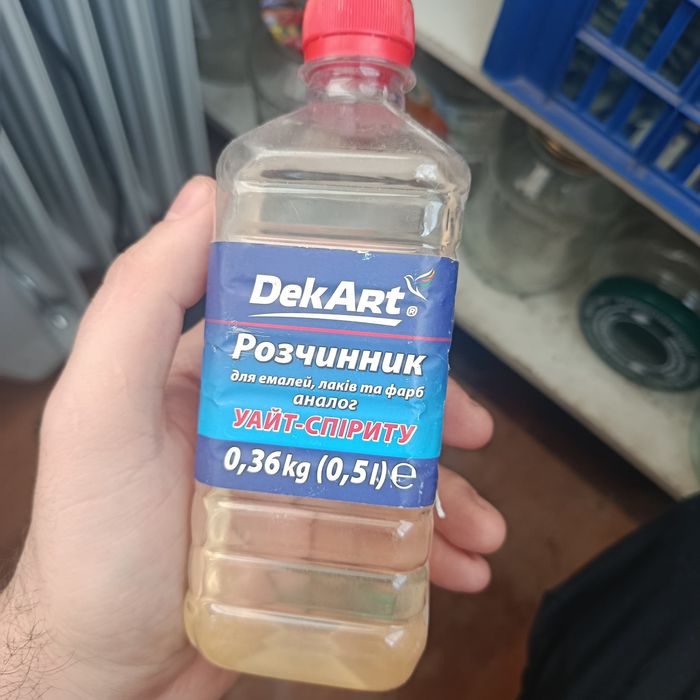 DekArt®
Розчинник
для емалей, лаків та фарб
аналог
УАЙТ-СПІРИТУ
0,36kg (0,5l) ℮